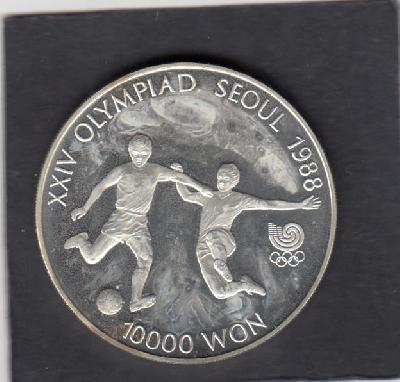 XXIV OLYMPIAD, SEOUL 1988
10000 WON